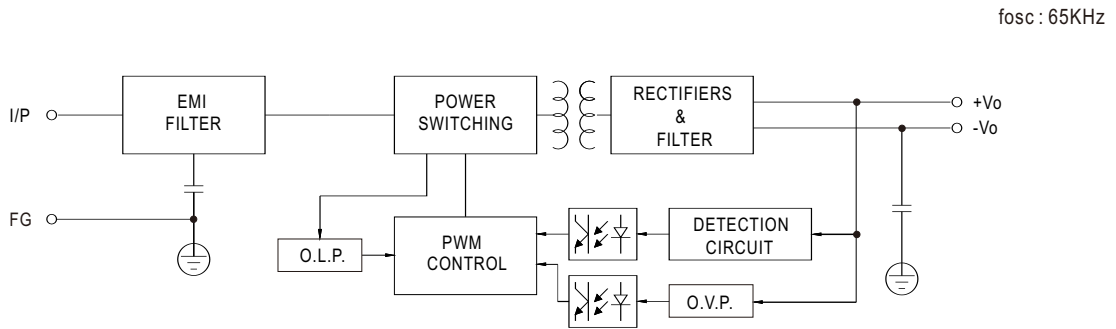 fosc : 65KHz
I/P
EMI
FILTER
POWER
SWITCHING
RECTIFIERS
&
FILTER
+Vo
-Vo
FG
O.L.P.
PWM
CONTROL
DETECTION
CIRCUIT
O.V.P.